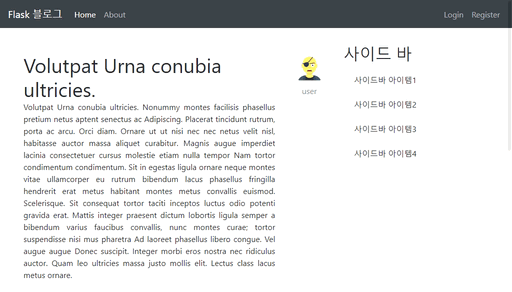 Flask 블로그 Home About Login Register
Volutpat Urna conubia
ultricies.
Volutpat Urna conubia ultricies. Nonummy montes facilisis phasellus
pretium netus aptent senectus ac Adipiscing. Placerat tincidunt rutrum,
porta ac arcu. Orci diam. Ornare ut ut nisi nec nec netus velit nisl,
habitasse auctor massa aliquet curabitur. Magnis augue imperdiet
lacinia consectetuer cursus molestie etiam nulla tempor Nam tortor
condimentum condimentum. Sit in egestas ligula ornare neque montes
vitae ullamcorper eu rutrum bibendum lacus phasellus fringilla
hendrerit erat metus habitant montes metus convallis euismod.
Scelerisque. Sit consequat tortor taciti inceptos luctus odio potenti
gravida erat. Mattis integer praesent dictum lobortis ligula semper a
bibendum varius faucibus convallis, nunc montes curae; tortor
suspendisse nisi mus pharetra Ad laoreet phasellus libero congue. Vel
augue augue Donec suscipit. Integer morbi eros nostra nec ridiculus
auctor. Quam leo ultricies massa justo mollis elit. Lectus class lacus
metus ornare.
user
사이드 바
사이드바 아이템1
사이드바 아이템2
사이드바 아이템3
사이드바 아이템4